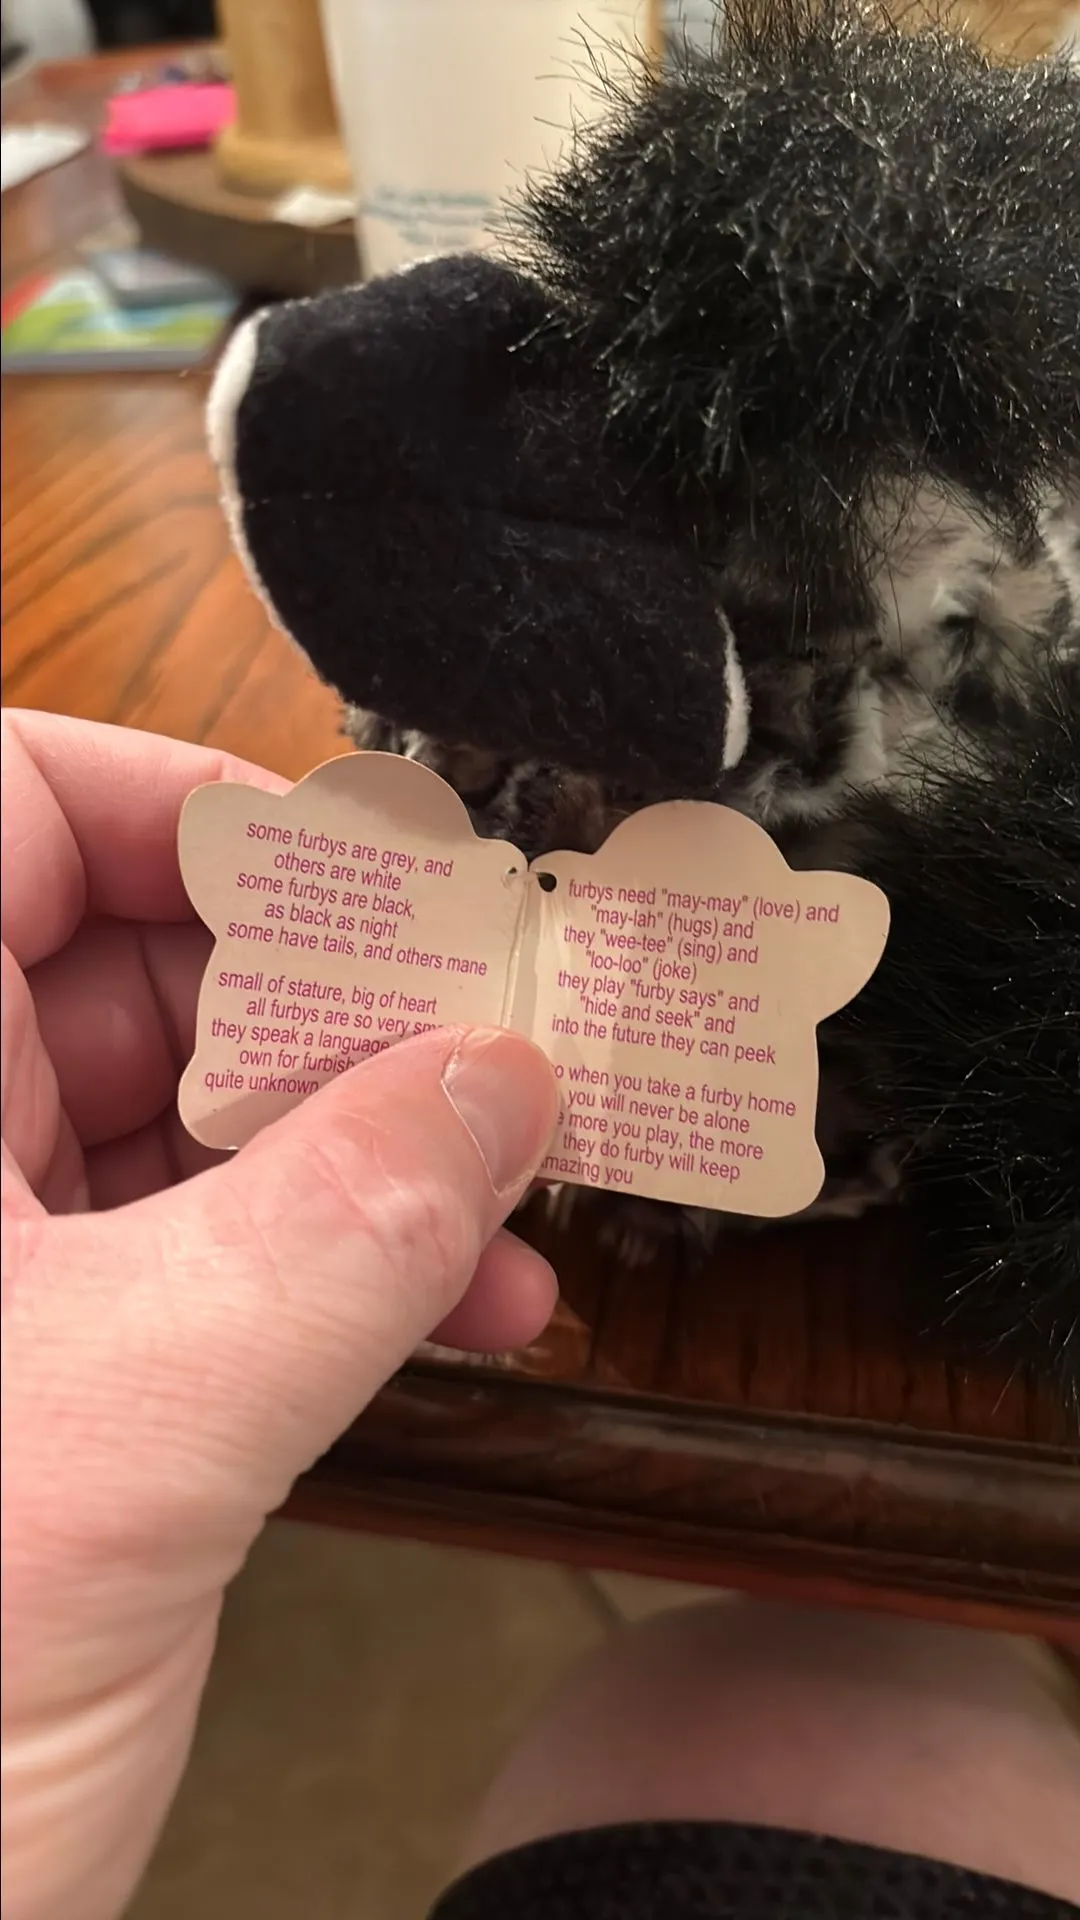 some furbys are grey, and
others are white
some furbys are black,
as black as night
some have tails, and others mane
small of stature, big of heart
all furbys are so very
they speak a language
own for furbish
quite unknown
furbys need "may-may" (love) and
"may-lah" (hugs) and
they "wee-tee" (sing) and
"loo-loo" (joke)
they play "furby says" and
"hide and seek" and
into the future they can peek
when you take a furby home
you will never be alone
more you play, the more
they do furby will keep
you